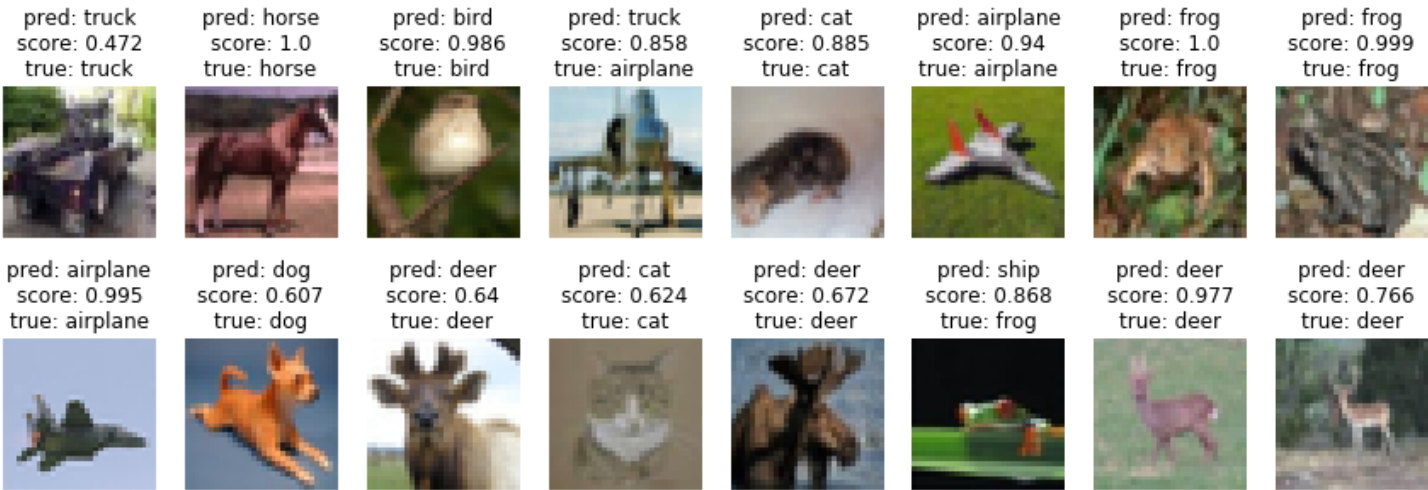 pred: truck
score: 0.472
true: truck
pred: horse
score: 1.0
true: horse
pred: bird
score: 0.986
true: bird
pred: truck
score: 0.858
true: airplane
pred: cat
score: 0.885
true: cat
pred: airplane
score: 0.94
true: airplane
pred: frog
score: 1.0
true: frog
pred: frog
score: 0.999
true: frog
pred: airplane
score: 0.995
true: airplane
pred: dog
score: 0.607
true: dog
pred: deer
score: 0.64
true: deer
pred: cat
score: 0.624
true: cat
pred: deer
score: 0.672
true: deer
pred: ship
score: 0.868
true: frog
pred: deer
score: 0.977
true: deer
pred: deer
score: 0.766
true: deer